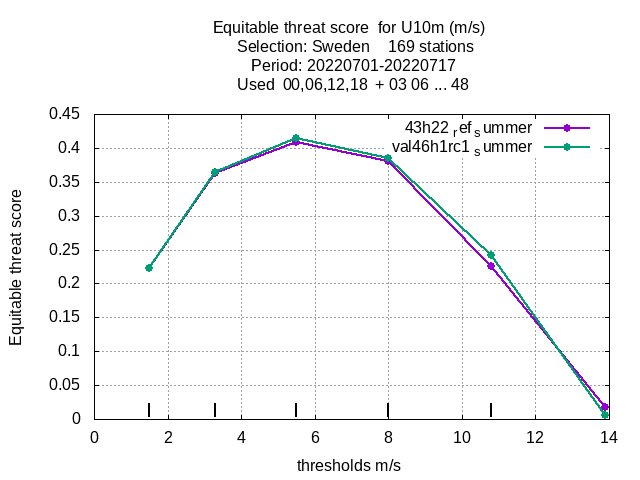 Equitable threat score for U10m (m/s)
Selection: Sweden 169 stations
Period: 20220701-20220717
Used 00,06,12,18 + 03 06 ... 48
43h22 ref summer
val46h1rc1 summer
Equitable threat score
0.45
0.4
0.35
0.3
0.25
0.2
0.15
0.1
0.05
0
0 2 4 6 8 10 12 14
thresholds m/s